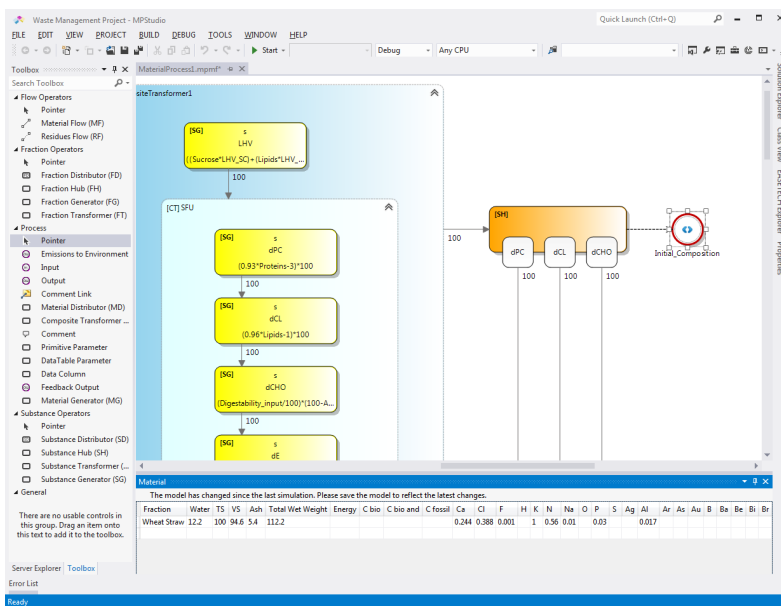 Waste Management Project - MPStudio
Quick Launch (Ctrl+Q)
FILE EDIT VIEW PROJECT BUILD DEBUG TOOLS WINDOW HELP
Start Debug Any CPU
Toolbox
Search Toolbox
Flow Operators
Pointer
Material Flow (MF)
Residues Flow (RF)
Fraction Operators
Pointer
Fraction Distributor (FD)
Fraction Hub (FH)
Fraction Generator (FG)
Fraction Transformer (FT)
Process
Pointer
Emissions to Environment
Input
Output
Comment Link
Material Distributor (MD)
Composite Transformer ...
Comment
Primitive Parameter
DataTable Parameter
Data Column
Feedback Output
Material Generator (MG)
Substance Operators
Pointer
Substance Distributor (SD)
Substance Hub (SH)
Substance Transformer (...
Substance Generator (SG)
General
There are no usable controls in
this group. Drag an item onto
this text to add it to the toolbox.
Server Explorer Toolbox
Error List
Ready
MaterialProcess1.mpmf*
siteTransformer1
[SG] s
LHV
((Sucrose*LHV_SC)+(Lipids*LHV_...
100
[CT] SFU
[SG] s
dPC
(0.93*Proteins-3)*100
100
[SG] s
dCL
(0.96*Lipids-1)*100
100
[SG] s
dCHO
(Digestability_input/100)*(100-A...
100
[SG] s
dE
100
[SH]
dPC dCL dCHO
100 100 100
Initial_Composition
Solution Explorer
Class View
EASETECH Explorer
Properties
Material
The model has changed since the last simulation. Please save the model to reflect the latest changes.
Fraction Water TS VS Ash Total Wet Weight Energy C bio C bio and C fossil Ca Cl F H K N Na O P S Ag Al Ar As Au B Ba Be Bi Br
Wheat Straw 12.2 100 94.6 5.4 112.2 0.244 0.388 0.001 1 0.56 0.01 0.03 0.017